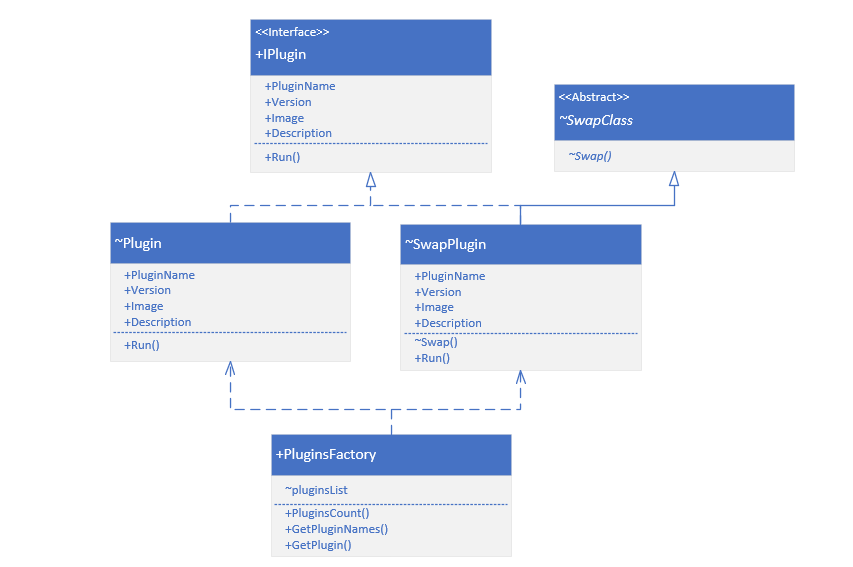 <<Interface>>
+IPlugin
+PluginName
+Version
+Image
+Description
+Run()
<<Abstract>>
~SwapClass
~Swap()
~Plugin
+PluginName
+Version
+Image
+Description
+Run()
~SwapPlugin
+PluginName
+Version
+Image
+Description
~Swap()
+Run()
+PluginsFactory
~pluginsList
+PluginsCount()
+GetPluginNames()
+GetPlugin()